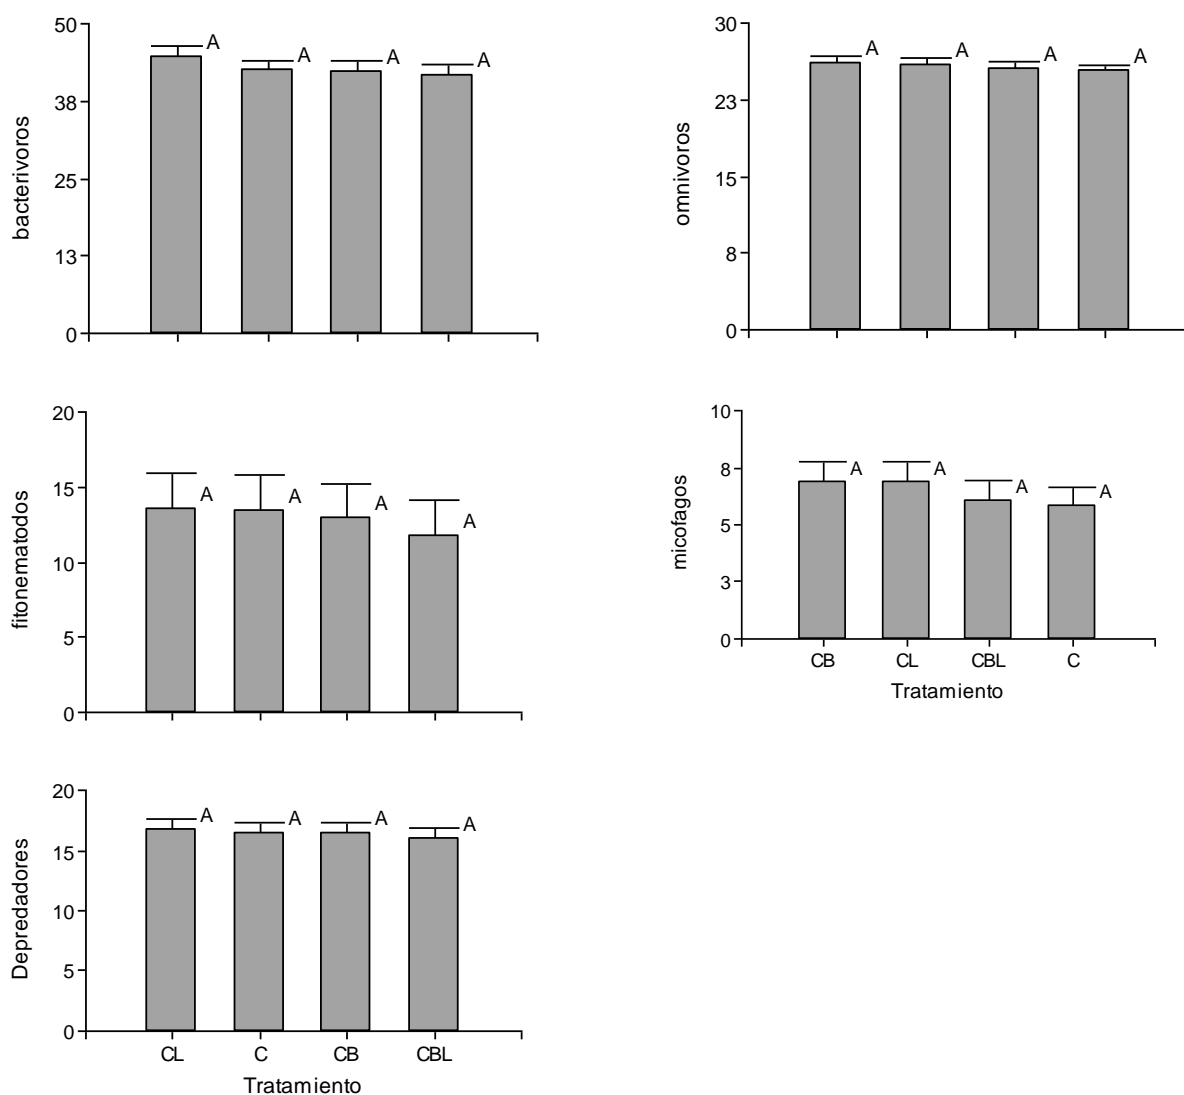 bacterivoros
50
38
25
13
0
A A A A
omnivoros
30
23
15
8
0
A A A A
fitonematodos
20
15
10
5
0
A A A A
micofagos
10
8
5
3
0
A A A A
CB CL CBL C
Tratamiento
Depredadores
20
15
10
5
0
A A A A
CL C CB CBL
Tratamiento